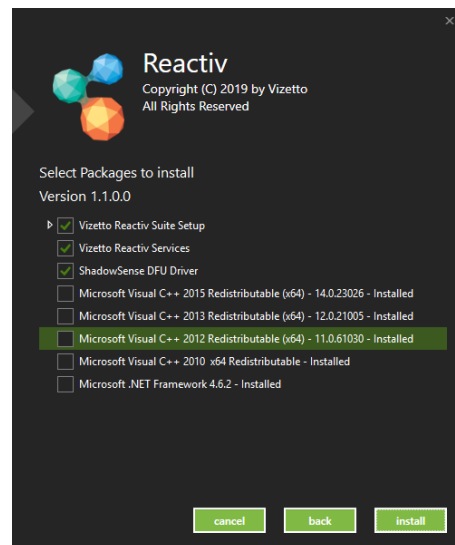 Reactiv
Copyright (C) 2019 by Vizetto
All Rights Reserved
Select Packages to install
Version 1.1.0.0
Vizetto Reactiv Suite Setup
Vizetto Reactiv Services
ShadowSense DFU Driver
Microsoft Visual C++ 2015 Redistributable (x64) - 14.0.23026 - Installed
Microsoft Visual C++ 2013 Redistributable (x64) - 12.0.21005 - Installed
Microsoft Visual C++ 2012 Redistributable (x64) - 11.0.61030 - Installed
Microsoft Visual C++ 2010  x64 Redistributable - Installed
Microsoft .NET Framework 4.6.2 - Installed
cancel back install